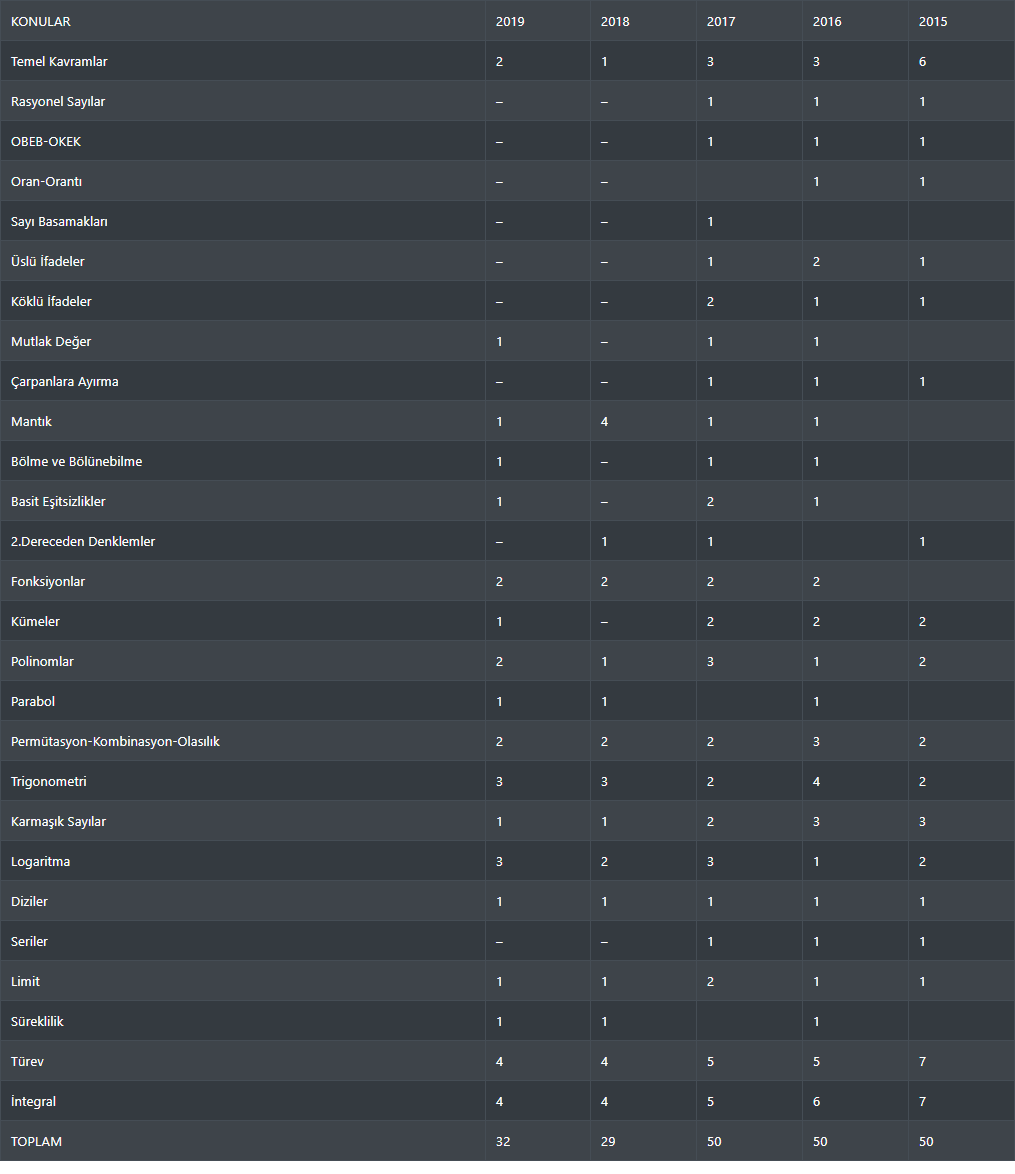 KONULAR 2019 2018 2017 2016 2015
Temel Kavramlar 2 1 3 3 6
Rasyonel Sayılar – – 1 1 1
OBEB-OKEK – – 1 1 1
Oran-Orantı – – 1 1
Sayı Basamakları – – 1
Üslü İfadeler – – 1 2 1
Köklü İfadeler – – 2 1 1
Mutlak Değer 1 – 1 1
Çarpanlara Ayırma – – 1 1 1
Mantık 1 4 1 1
Bölme ve Bölünebilme 1 – 1 1
Basit Eşitsizlikler 1 – 2 1
2.Dereceden Denklemler – 1 1 1
Fonksiyonlar 2 2 2 2
Kümeler 1 – 2 2 2
Polinomlar 2 1 3 1 2
Parabol 1 1 1
Permütasyon-Kombinasyon-Olasılık 2 2 2 3 2
Trigonometri 3 3 2 4 2
Karmaşık Sayılar 1 1 2 3 3
Logaritma 3 2 3 1 2
Diziler 1 1 1 1 1
Seriler – – 1 1 1
Limit 1 1 2 1 1
Süreklilik 1 1 1
Türev 4 4 5 5 7
İntegral 4 4 5 6 7
TOPLAM 32 29 50 50 50